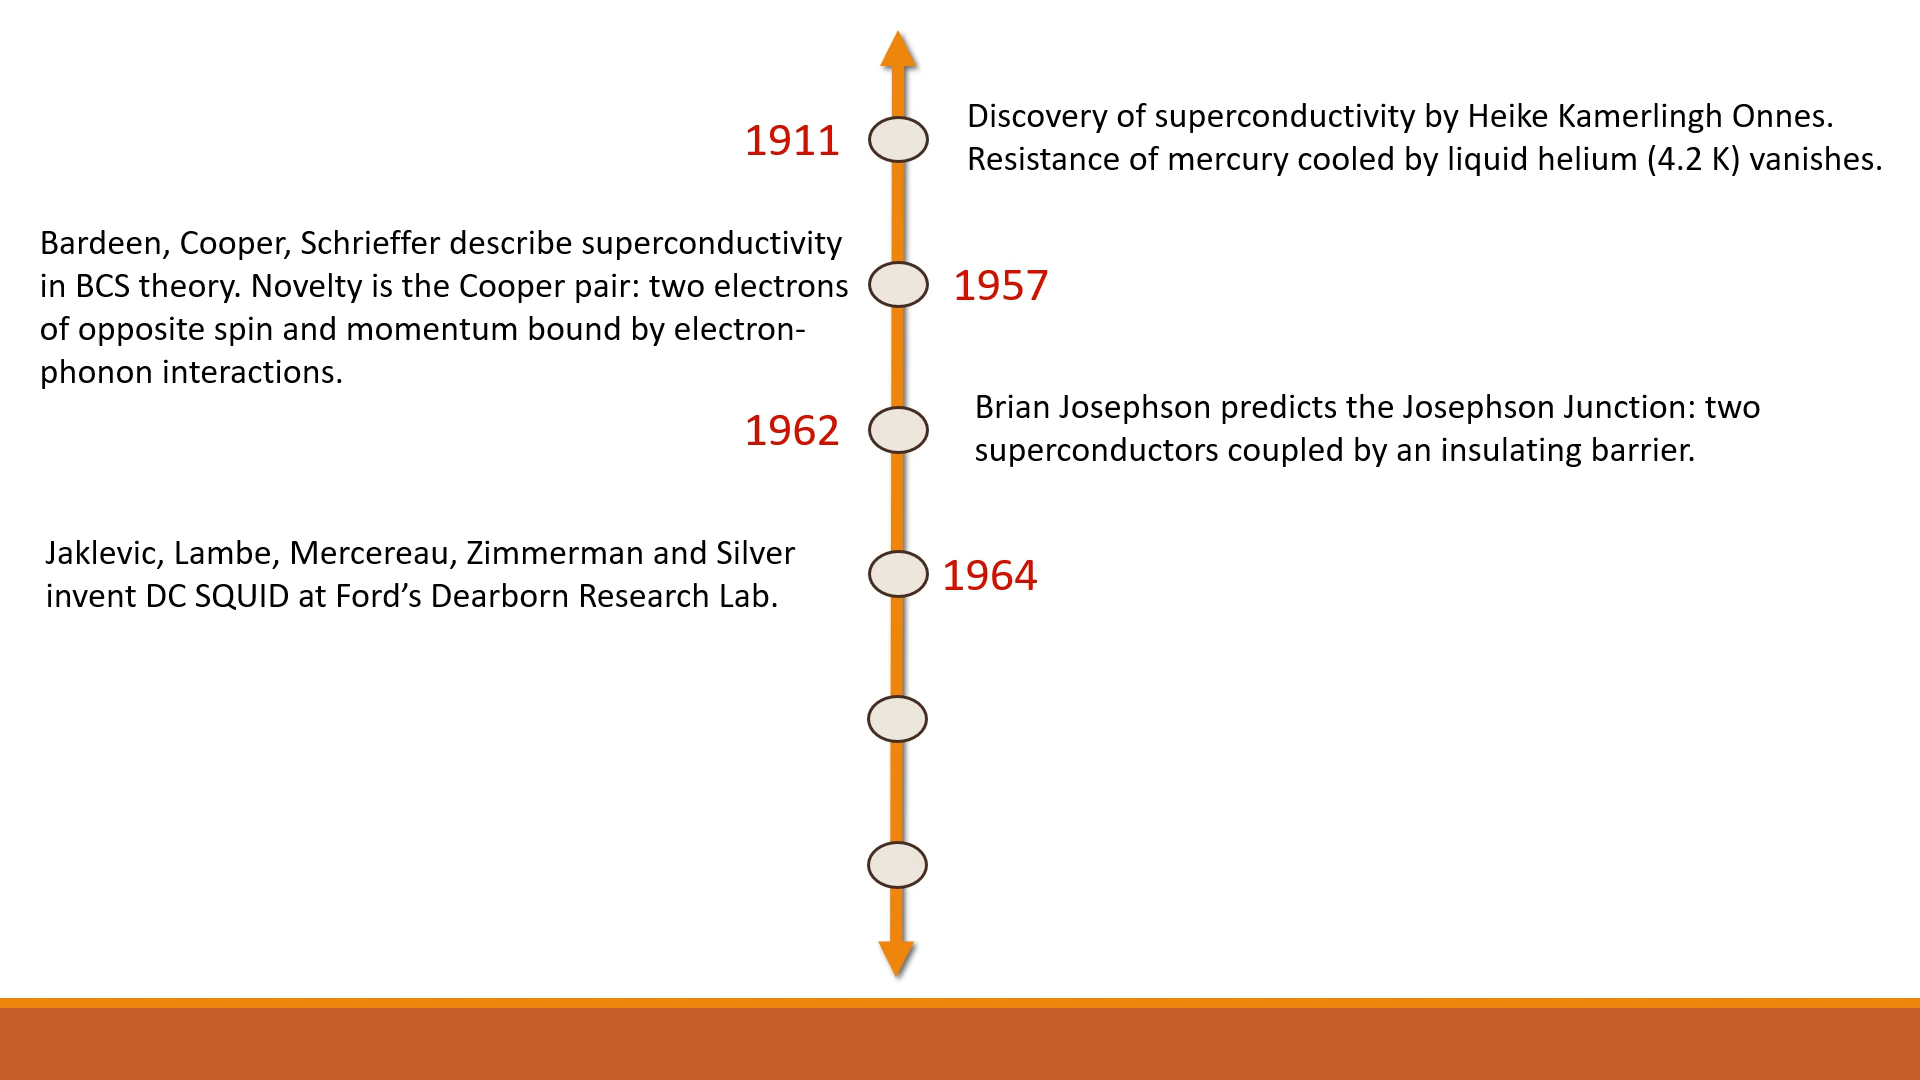 1911
Discovery of superconductivity by Heike Kamerlingh Onnes.
Resistance of mercury cooled by liquid helium (4.2 K) vanishes.
Bardeen, Cooper, Schrieffer describe superconductivity
in BCS theory. Novelty is the Cooper pair: two electrons
of opposite spin and momentum bound by electron-
phonon interactions.
1957
1962
Brian Josephson predicts the Josephson Junction: two
superconductors coupled by an insulating barrier.
Jaklevic, Lambe, Mercereau, Zimmerman and Silver
invent DC SQUID at Ford’s Dearborn Research Lab.
1964